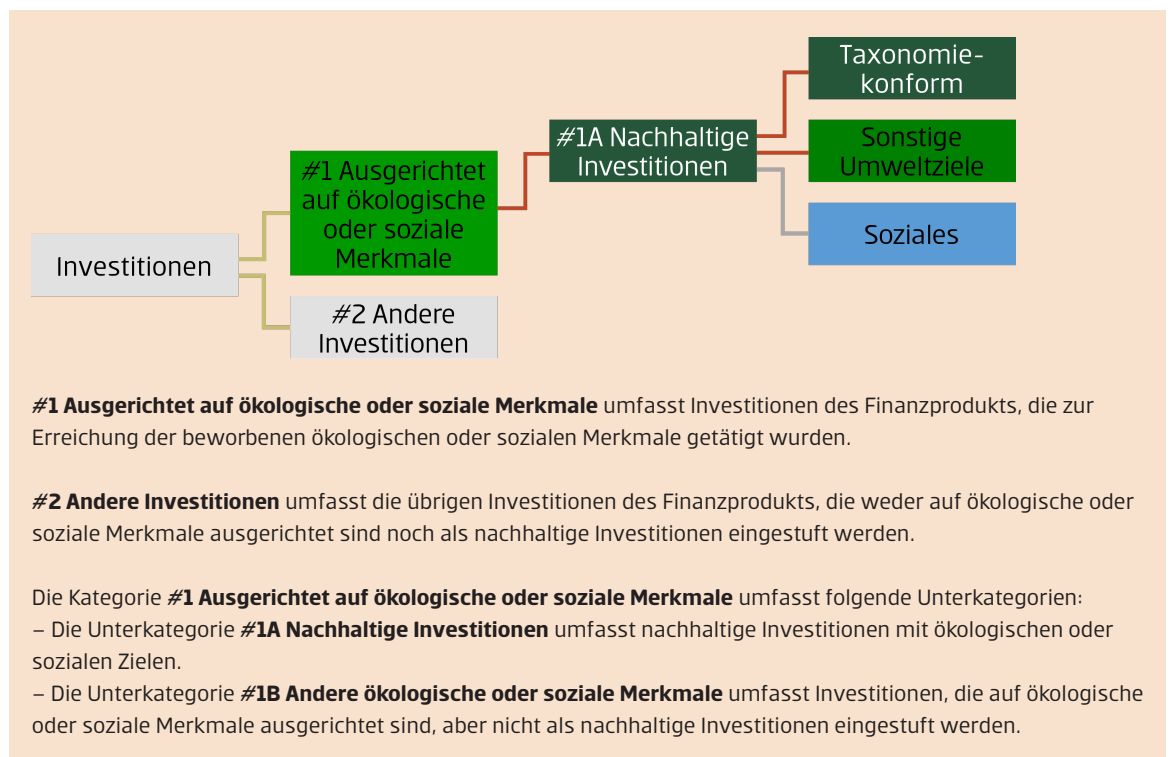 Taxonomie-
konform
#1A Nachhaltige
Investitionen
Sonstige
Umweltziele
#1 Ausgerichtet
auf ökologische
oder soziale
Merkmale
Soziales
Investitionen
#2 Andere
Investitionen
#1 Ausgerichtet auf ökologische oder soziale Merkmale umfasst Investitionen des Finanzprodukts, die zur
Erreichung der beworbenen ökologischen oder sozialen Merkmale getätigt wurden.
#2 Andere Investitionen umfasst die übrigen Investitionen des Finanzprodukts, die weder auf ökologische oder
soziale Merkmale ausgerichtet sind noch als nachhaltige Investitionen eingestuft werden.
Die Kategorie #1 Ausgerichtet auf ökologische oder soziale Merkmale umfasst folgende Unterkategorien:
– Die Unterkategorie #1A Nachhaltige Investitionen umfasst nachhaltige Investitionen mit ökologischen oder
sozialen Zielen.
– Die Unterkategorie #1B Andere ökologische oder soziale Merkmale umfasst Investitionen, die auf ökologische
oder soziale Merkmale ausgerichtet sind, aber nicht als nachhaltige Investitionen eingestuft werden.